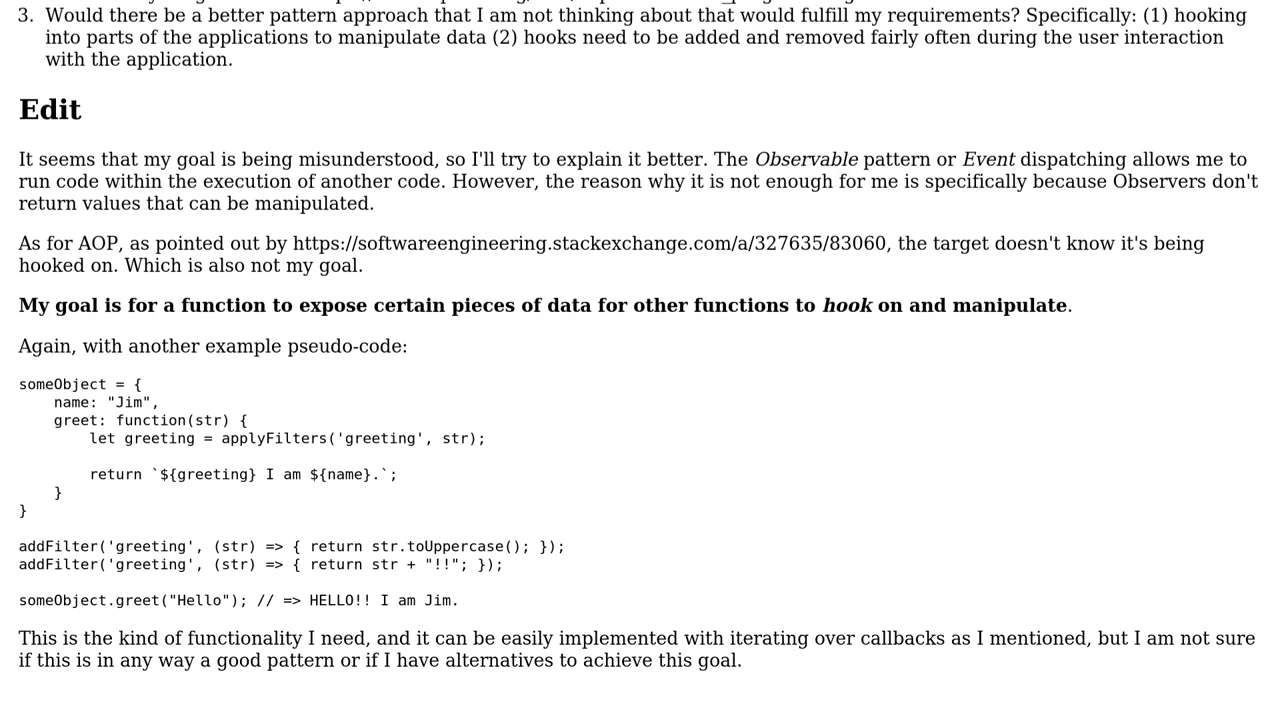 3. Would there be a better pattern approach that I am not thinking about that would fulfill my requirements? Specifically: (1) hooking
into parts of the applications to manipulate data (2) hooks need to be added and removed fairly often during the user interaction
with the application.
Edit
It seems that my goal is being misunderstood, so I'll try to explain it better. The Observable pattern or Event dispatching allows me to
run code within the execution of another code. However, the reason why it is not enough for me is specifically because Observers don't
return values that can be manipulated.
As for AOP, as pointed out by https://softwareengineering.stackexchange.com/a/327635/83060, the target doesn't know it's being
hooked on. Which is also not my goal.
My goal is for a function to expose certain pieces of data for other functions to hook on and manipulate.
Again, with another example pseudo-code:
someObject = {
    name: "Jim",
    greet: function(str) {
        let greeting = applyFilters('greeting', str);
        return `${greeting} I am ${name}.`;
    }
}
addFilter('greeting', (str) => { return str.toUppercase(); });
addFilter('greeting', (str) => { return str + "!!"; });
someObject.greet("Hello"); // => HELLO!! I am Jim.
This is the kind of functionality I need, and it can be easily implemented with iterating over callbacks as I mentioned, but I am not sure
if this is in any way a good pattern or if I have alternatives to achieve this goal.